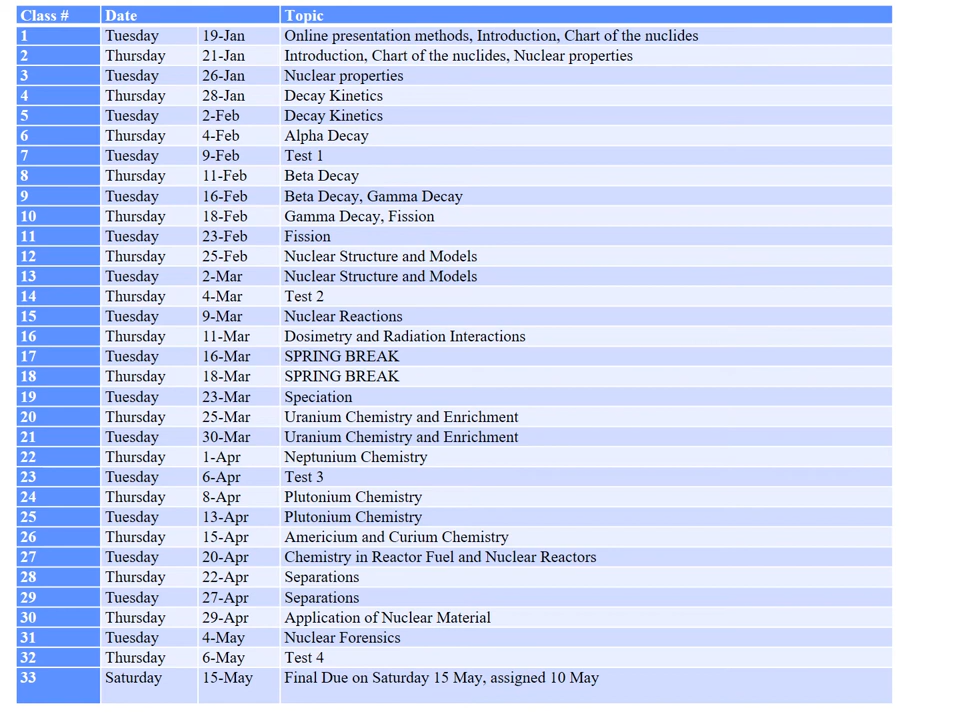 Class # Date Topic
1 Tuesday 19-Jan Online presentation methods, Introduction, Chart of the nuclides
2 Thursday 21-Jan Introduction, Chart of the nuclides, Nuclear properties
3 Tuesday 26-Jan Nuclear properties
4 Thursday 28-Jan Decay Kinetics
5 Tuesday 2-Feb Decay Kinetics
6 Thursday 4-Feb Alpha Decay
7 Tuesday 9-Feb Test 1
8 Thursday 11-Feb Beta Decay
9 Tuesday 16-Feb Beta Decay, Gamma Decay
10 Thursday 18-Feb Gamma Decay, Fission
11 Tuesday 23-Feb Fission
12 Thursday 25-Feb Nuclear Structure and Models
13 Tuesday 2-Mar Nuclear Structure and Models
14 Thursday 4-Mar Test 2
15 Tuesday 9-Mar Nuclear Reactions
16 Thursday 11-Mar Dosimetry and Radiation Interactions
17 Tuesday 16-Mar SPRING BREAK
18 Thursday 18-Mar SPRING BREAK
19 Tuesday 23-Mar Speciation
20 Thursday 25-Mar Uranium Chemistry and Enrichment
21 Tuesday 30-Mar Uranium Chemistry and Enrichment
22 Thursday 1-Apr Neptunium Chemistry
23 Tuesday 6-Apr Test 3
24 Thursday 8-Apr Plutonium Chemistry
25 Tuesday 13-Apr Plutonium Chemistry
26 Thursday 15-Apr Americium and Curium Chemistry
27 Tuesday 20-Apr Chemistry in Reactor Fuel and Nuclear Reactors
28 Thursday 22-Apr Separations
29 Tuesday 27-Apr Separations
30 Thursday 29-Apr Application of Nuclear Material
31 Tuesday 4-May Nuclear Forensics
32 Thursday 6-May Test 4
33 Saturday 15-May Final Due on Saturday 15 May, assigned 10 May